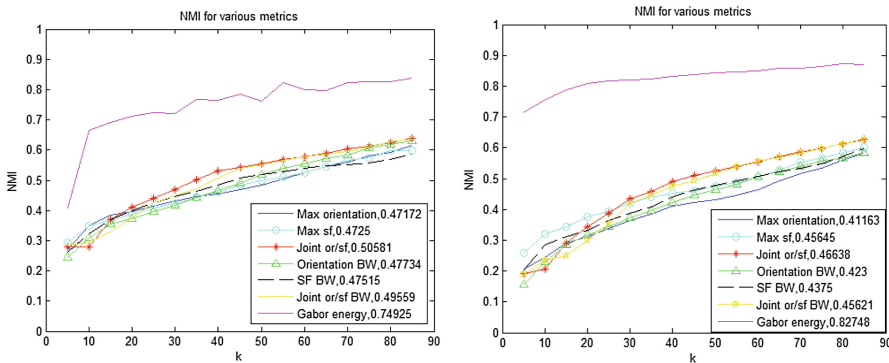 NMI for various metrics
NMI
1
0.9
0.8
0.7
0.6
0.5
0.4
0.3
0.2
0.1
0
0 10 20 30 40 50 60 70 80 90
k
Max orientation,0.47172
Max sf,0.4725
Joint or/sf,0.50581
Orientation BW,0.47734
SF BW,0.47515
Joint or/sf BW,0.49559
Gabor energy,0.74925
NMI for various metrics
NMI
1
0.9
0.8
0.7
0.6
0.5
0.4
0.3
0.2
0.1
0
0 10 20 30 40 50 60 70 80 90
k
Max orientation,0.41163
Max sf,0.45645
Joint or/sf,0.46638
Orientation BW,0.423
SF BW,0.4375
Joint or/sf BW,0.45621
Gabor energy,0.82748